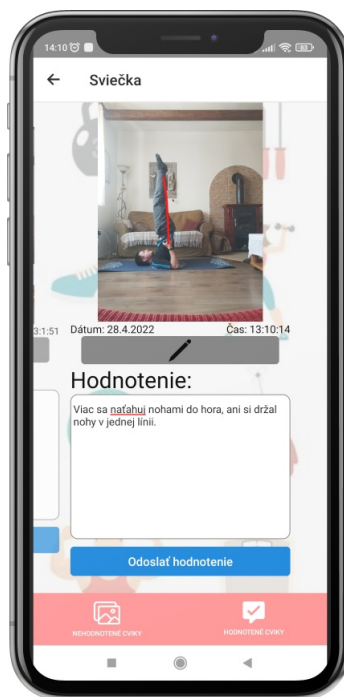 14:10
83
Sviečka
3:1:51
Dátum: 28.4.2022 Čas: 13:10:14
Hodnotenie:
Viac sa naťahuj nohami do hora, ani si držal
nohy v jednej línii.
Odoslať hodnotenie
NEHODNOTENÉ CVIKY HODNOTENÉ CVIKY